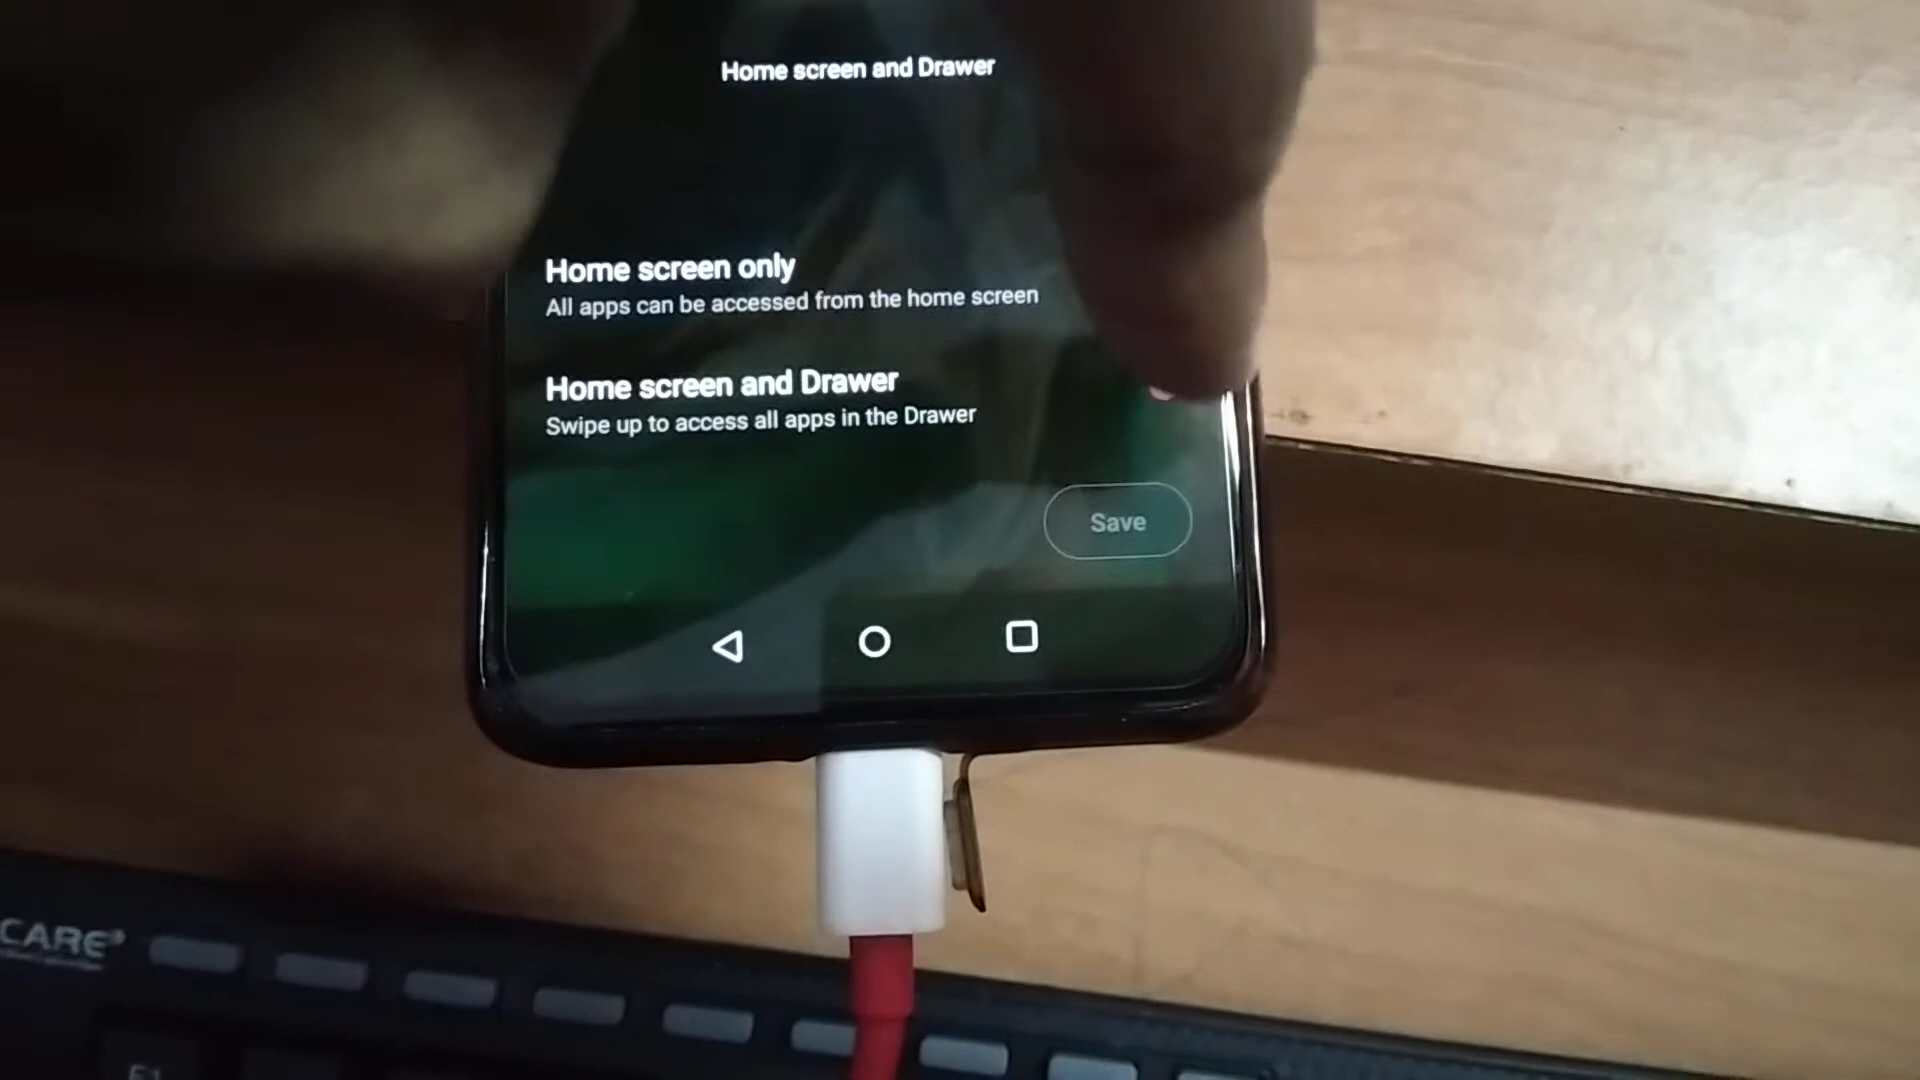 Home screen and Drawer
Home screen only
All apps can be accessed from the home screen
Home screen and Drawer
Swipe up to access all apps in the Drawer
Save
CARE®
F1